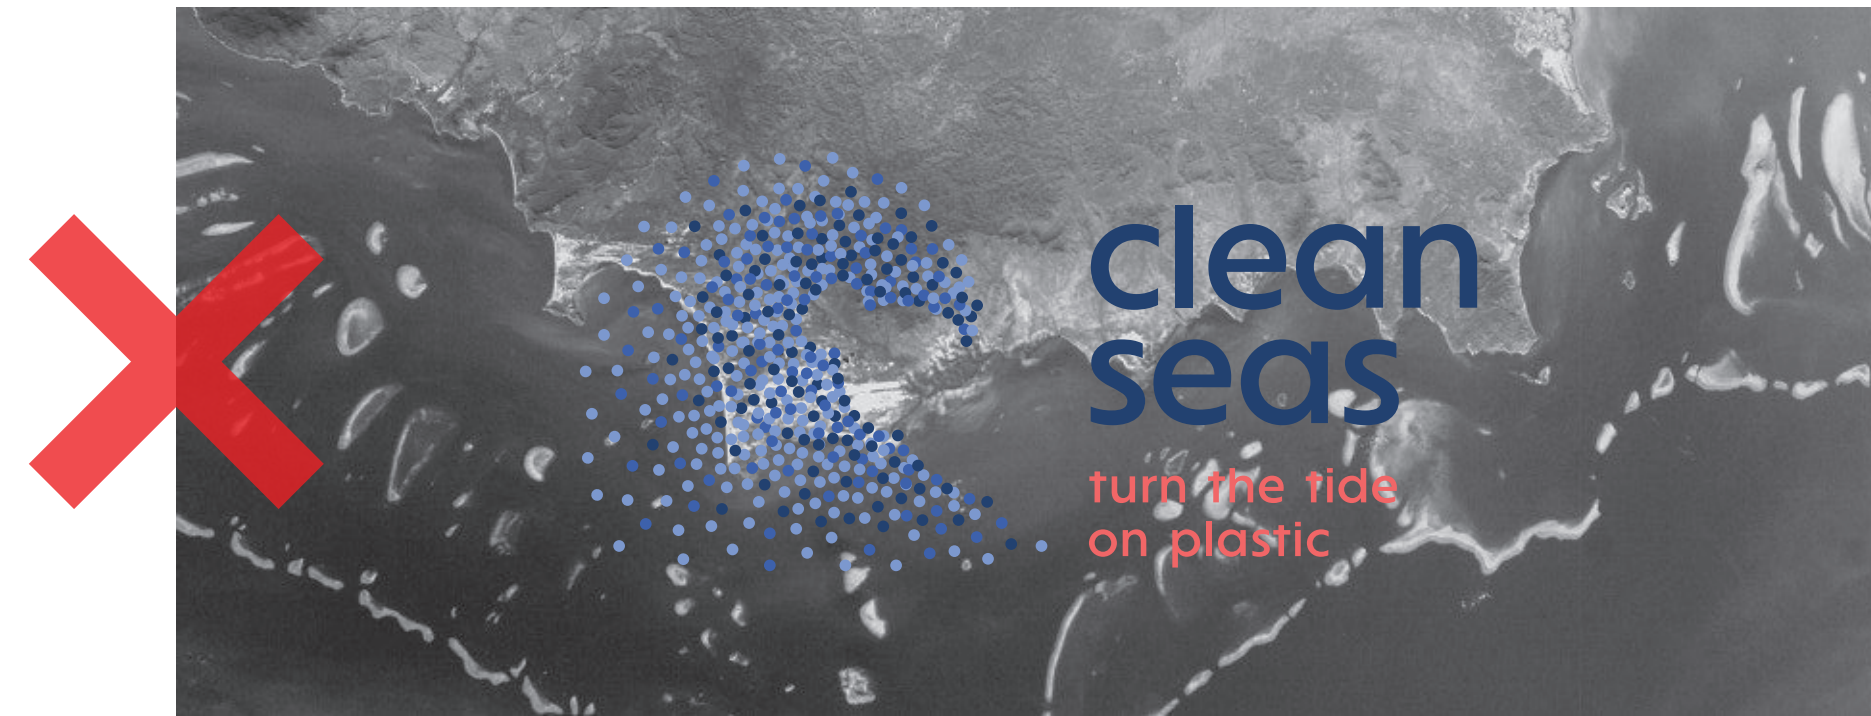 clean
seas
turn the tide
on plastic